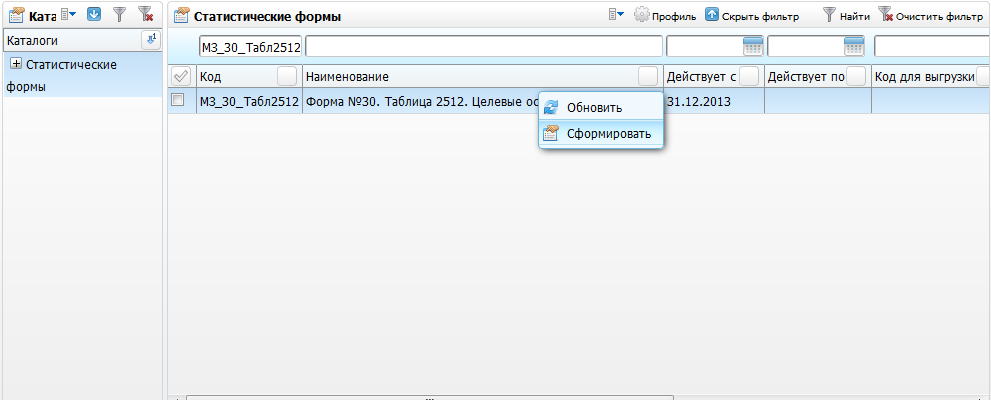 Ката
Каталоги
Статистические
формы
Статистические формы
Профиль
Скрыть фильтр
Найти
Очистить фильтр
МЗ_30_Табл2512
Код
Наименование
Действует с
Действует по
Код для выгрузки
МЗ_30_Табл2512
Форма №30. Таблица 2512. Целевые ос
31.12.2013
Обновить
Сформировать